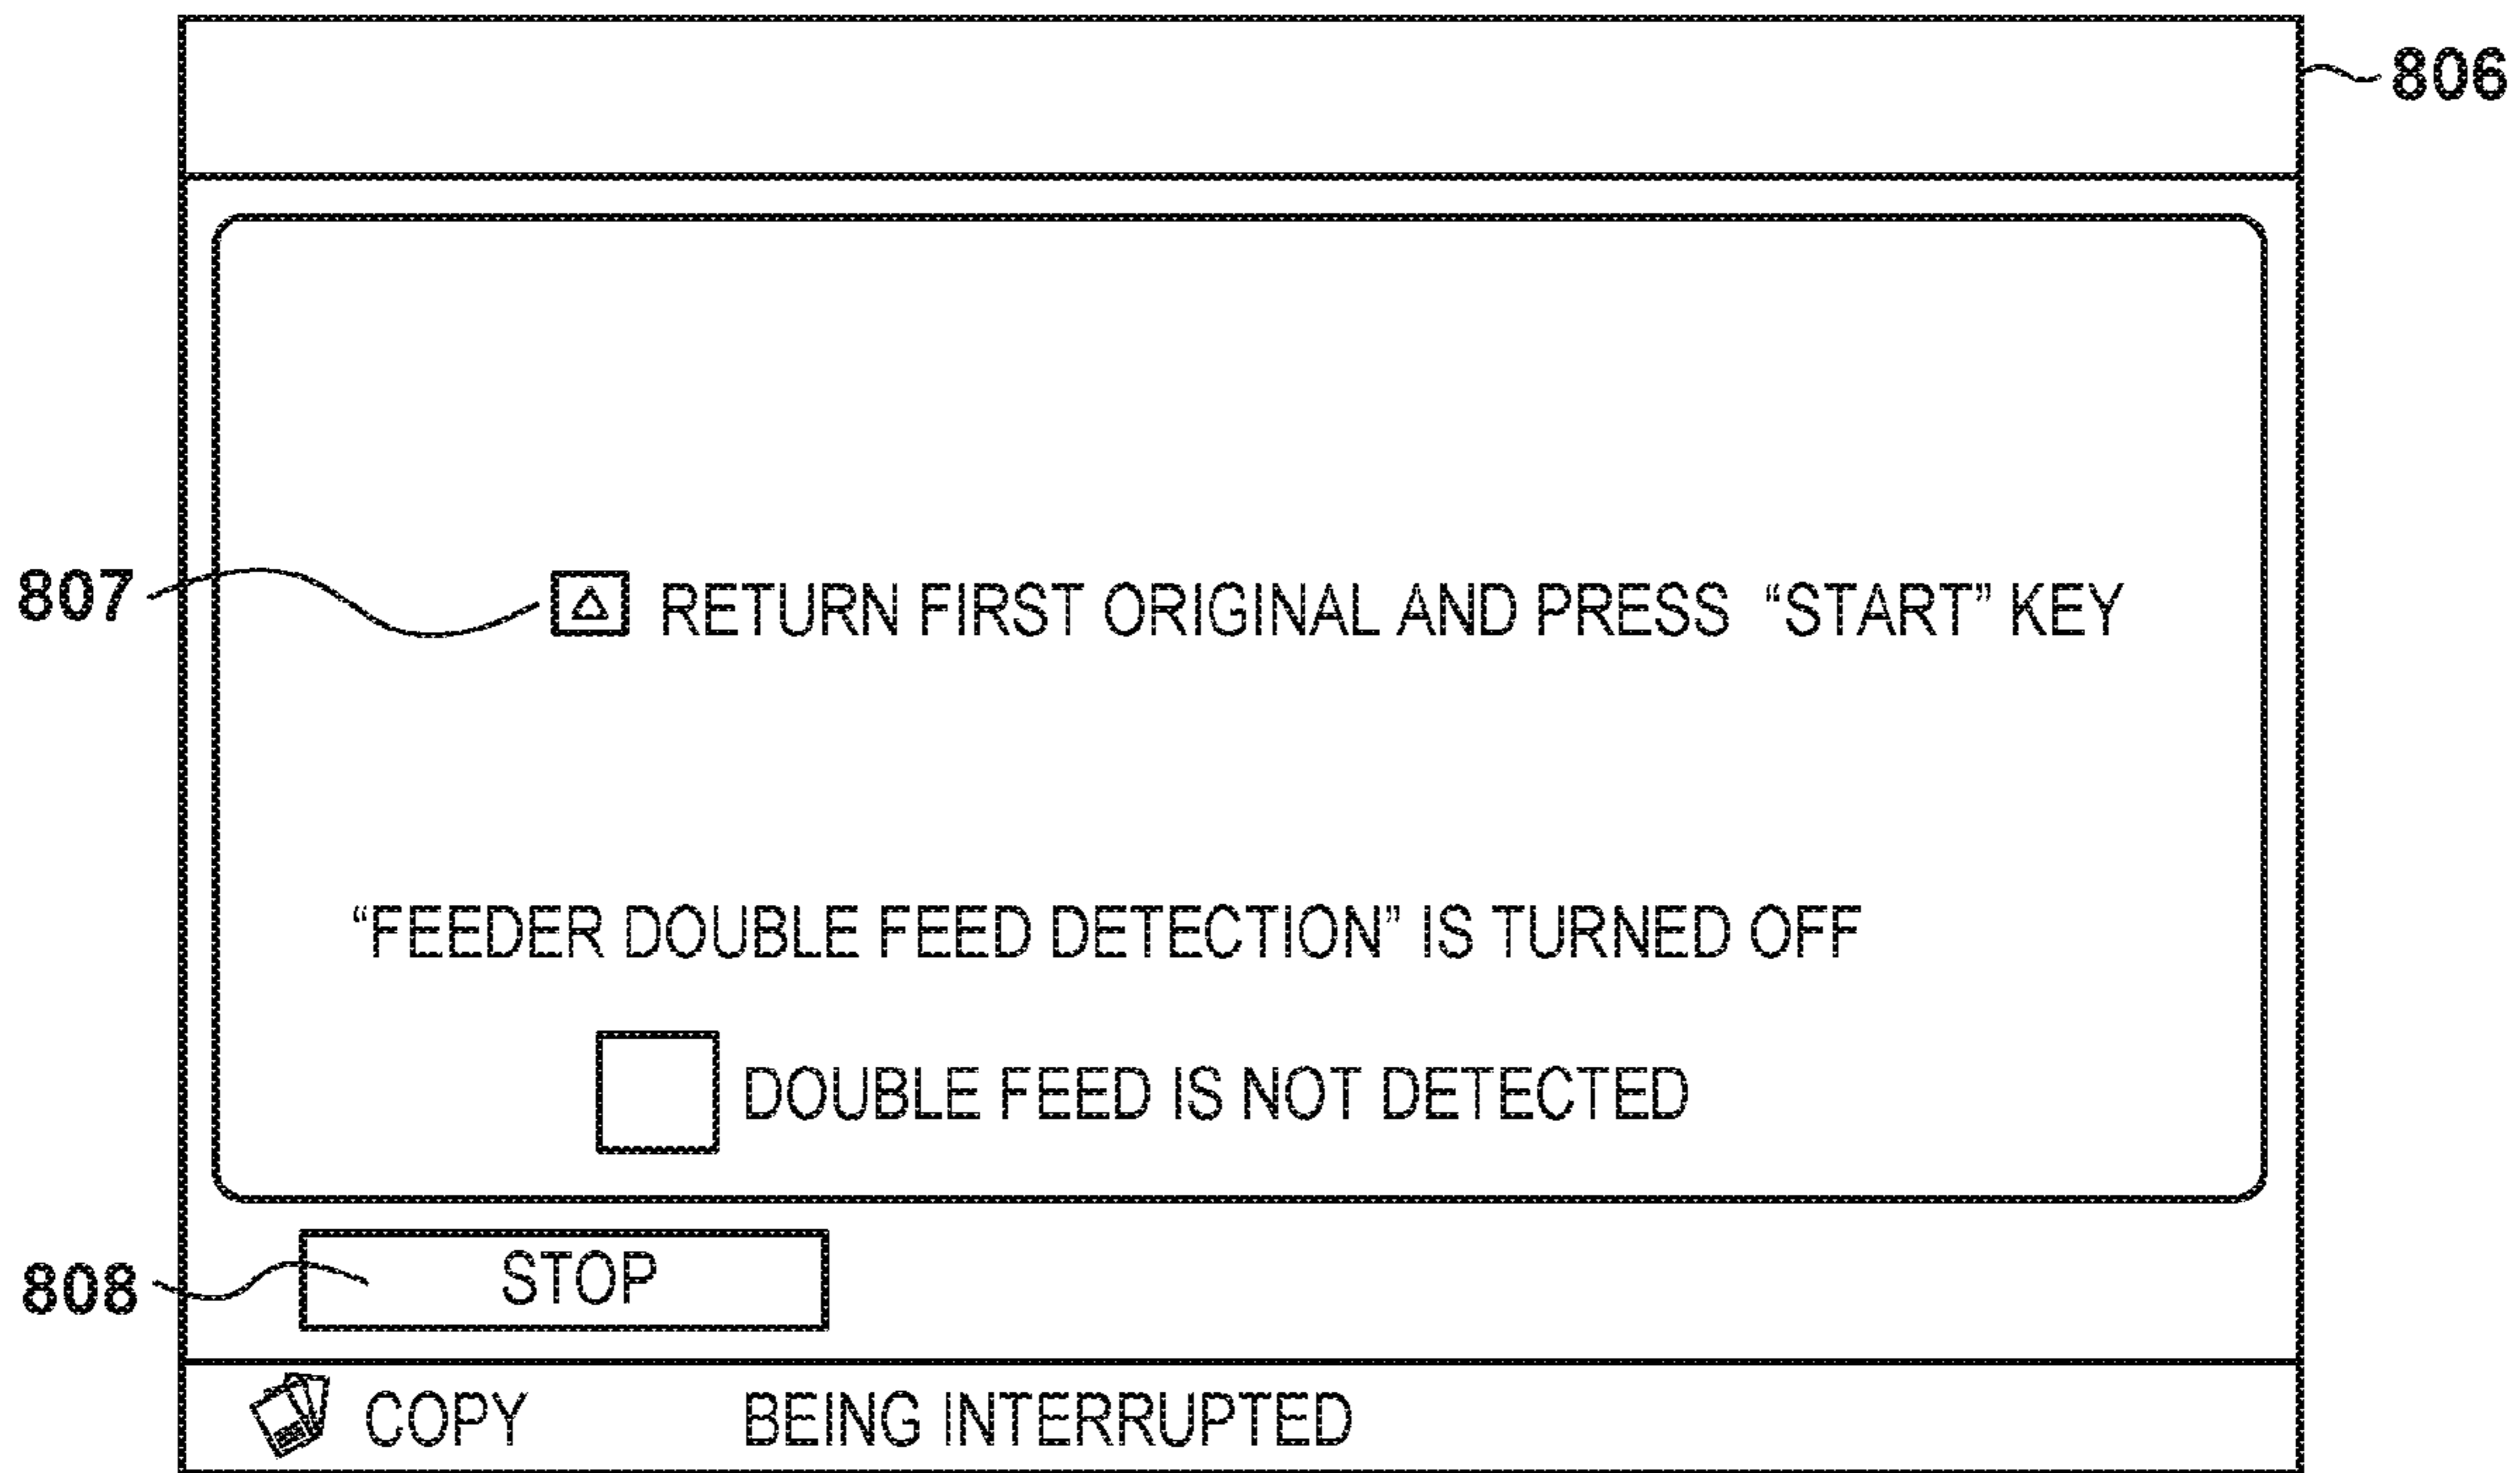 806
807
RETURN FIRST ORIGINAL AND PRESS “START” KEY
“FEEDER DOUBLE FEED DETECTION” IS TURNED OFF
DOUBLE FEED IS NOT DETECTED
808
STOP
COPY BEING INTERRUPTED